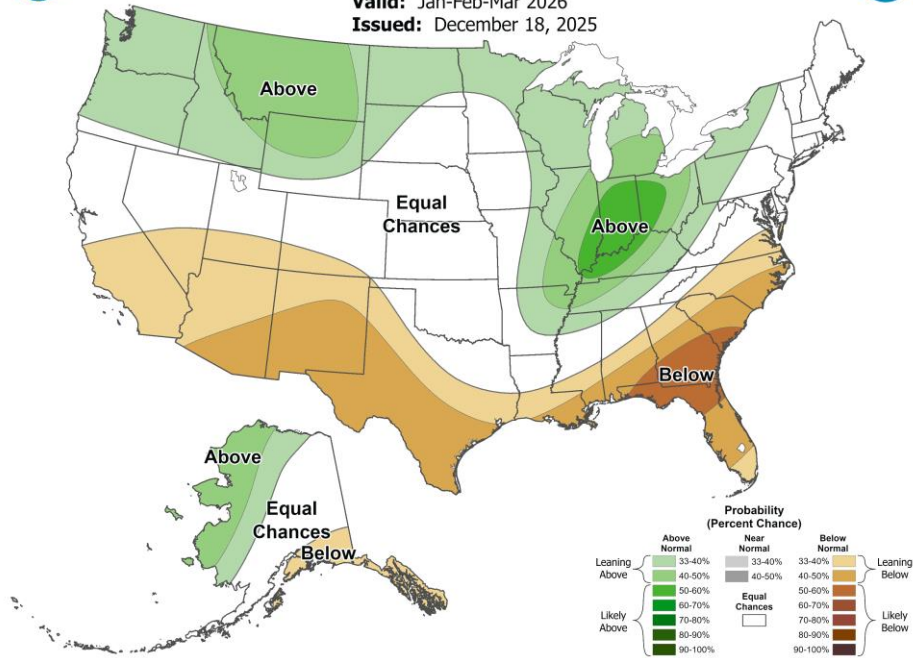 Valid: Jan-Feb-Mar 2026
Issued: December 18, 2025
Above
Equal
Chances
Above
Below
Above
Equal
Chances
Below
Probability
(Percent Chance)
Above
Normal
Near
Normal
Below
Normal
Leaning
Above
33-40%
40-50%
33-40%
40-50%
33-40%
40-50%
Leaning
Below
Likely
Above
50-60%
60-70%
70-80%
80-90%
90-100%
Equal
Chances
50-60%
60-70%
70-80%
80-90%
90-100%
Likely
Below